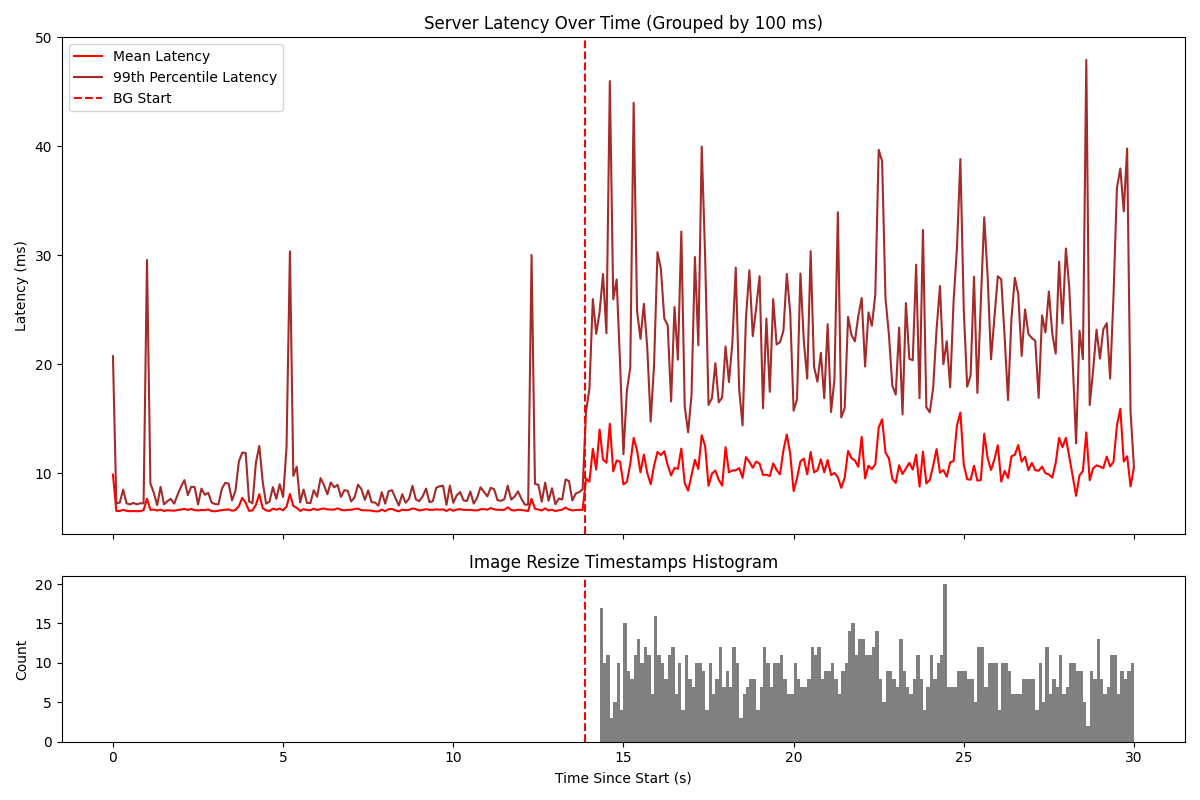 Server Latency Over Time (Grouped by 100 ms)
50
Mean Latency
99th Percentile Latency
BG Start
40
30
20
10
Latency (ms)
Image Resize Timestamps Histogram
20
15
10
5
0
Count
0 5 10 15 20 25 30
Time Since Start (s)